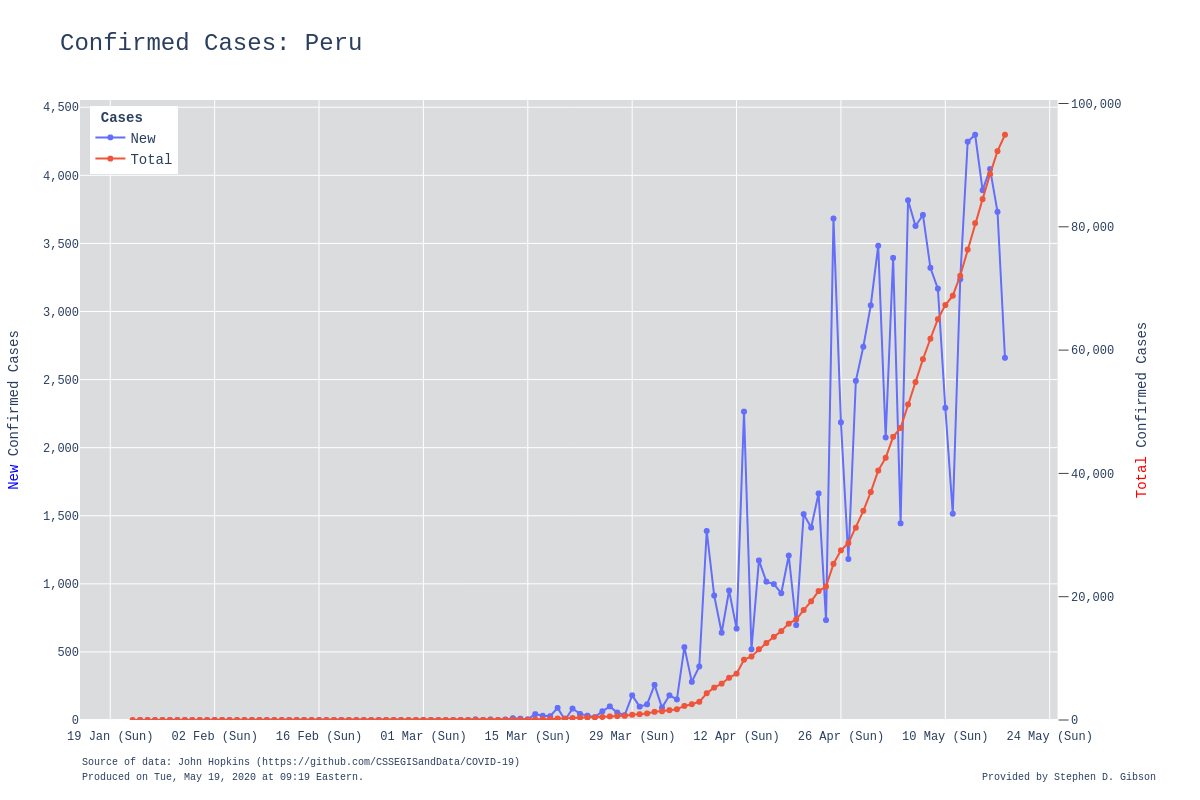 Confirmed Cases: Peru
Cases
New
Total
4,500
4,000
3,500
3,000
2,500
2,000
1,500
1,000
500
0
100,000
80,000
60,000
40,000
20,000
0
New Confirmed Cases
Total Confirmed Cases
19 Jan (Sun) 02 Feb (Sun) 16 Feb (Sun) 01 Mar (Sun) 15 Mar (Sun) 29 Mar (Sun) 12 Apr (Sun) 26 Apr (Sun) 10 May (Sun) 24 May (Sun)
Source of data: John Hopkins (https://github.com/CSSEGISandData/COVID-19)
Produced on Tue, May 19, 2020 at 09:19 Eastern.
Provided by Stephen D. Gibson